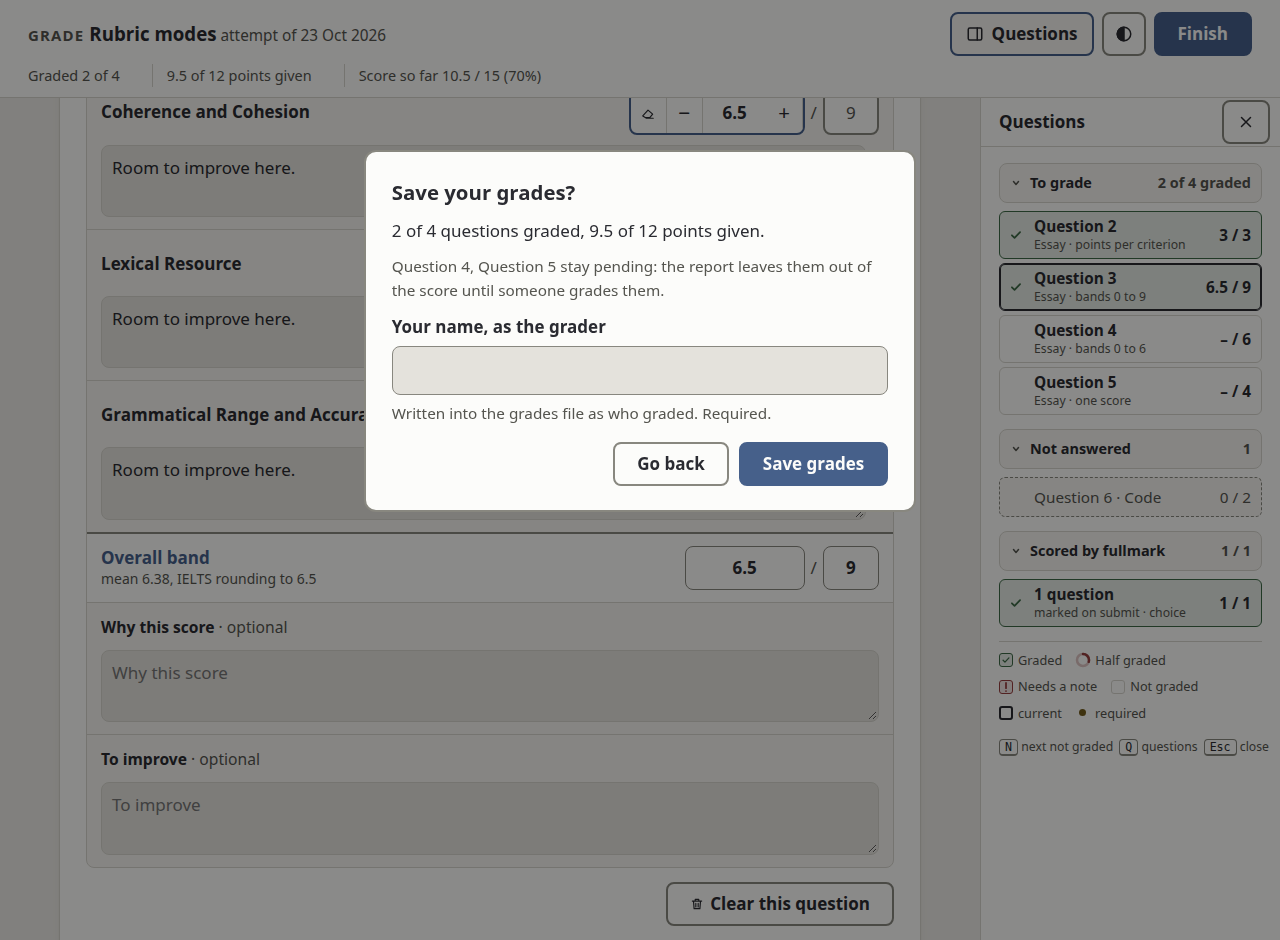 GRADE Rubric modes attempt of 23 Oct 2026
Questions
Finish
Graded 2 of 4
9.5 of 12 points given
Score so far 10.5 / 15 (70%)
Coherence and Cohesion
− 6.5 + / 9
Room to improve here.
Lexical Resource
Room to improve here.
Grammatical Range and Accura
Room to improve here.
Overall band
mean 6.38, IELTS rounding to 6.5
6.5 / 9
Why this score · optional
Why this score
To improve · optional
To improve
Clear this question
Save your grades?
2 of 4 questions graded, 9.5 of 12 points given.
Question 4, Question 5 stay pending: the report leaves them out of
the score until someone grades them.
Your name, as the grader
Written into the grades file as who graded. Required.
Go back
Save grades
Questions
To grade 2 of 4 graded
Question 2
Essay · points per criterion
3 / 3
Question 3
Essay · bands 0 to 9
6.5 / 9
Question 4
Essay · bands 0 to 6
– / 6
Question 5
Essay · one score
– / 4
Not answered 1
Question 6 · Code 0 / 2
Scored by fullmark 1 / 1
1 question
marked on submit · choice
1 / 1
Graded Half graded
! Needs a note Not graded
current required
N next not graded Q questions Esc close